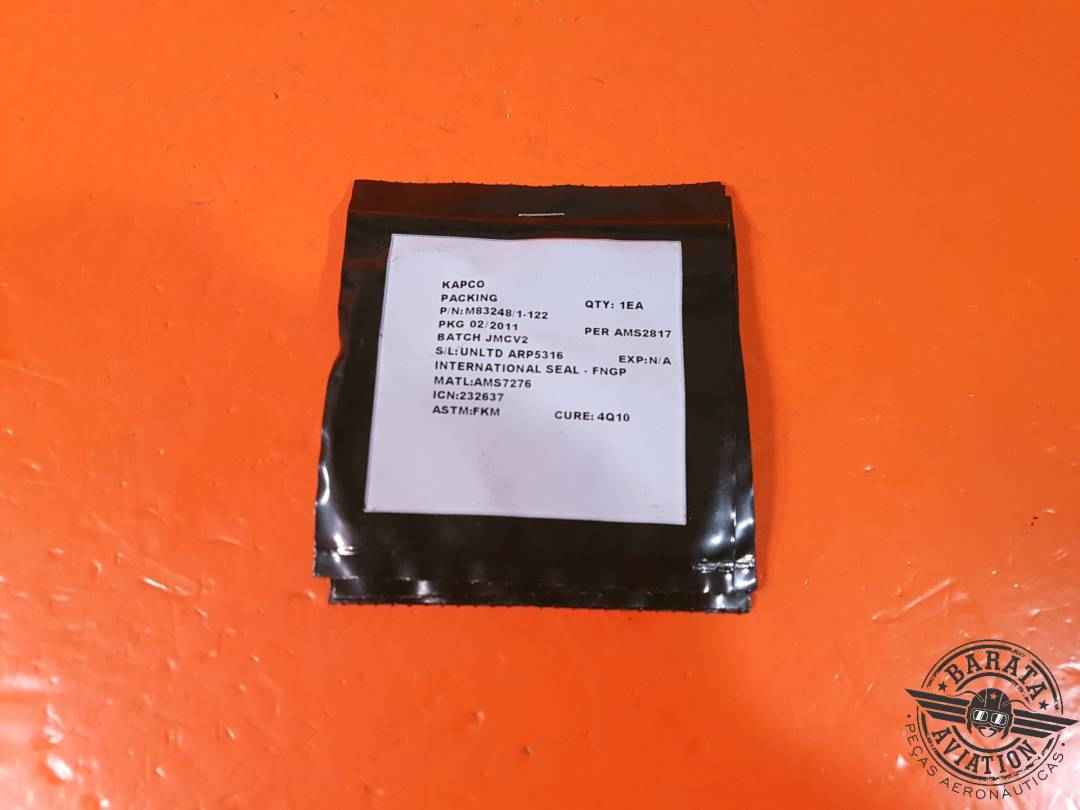 KAPCO
PACKING QTY: 1EA
P/N:M83248/1-122
PKG 02/2011 PER AMS2817
BATCH JMCV2
S/L:UNLTD ARP5316 EXP:N/A
INTERNATIONAL SEAL - FNGP
MATL:AMS7276
ICN:232637
ASTM:FKM CURE: 4Q10
BARATA
AVIATION
PEÇAS AERONÁUTICAS